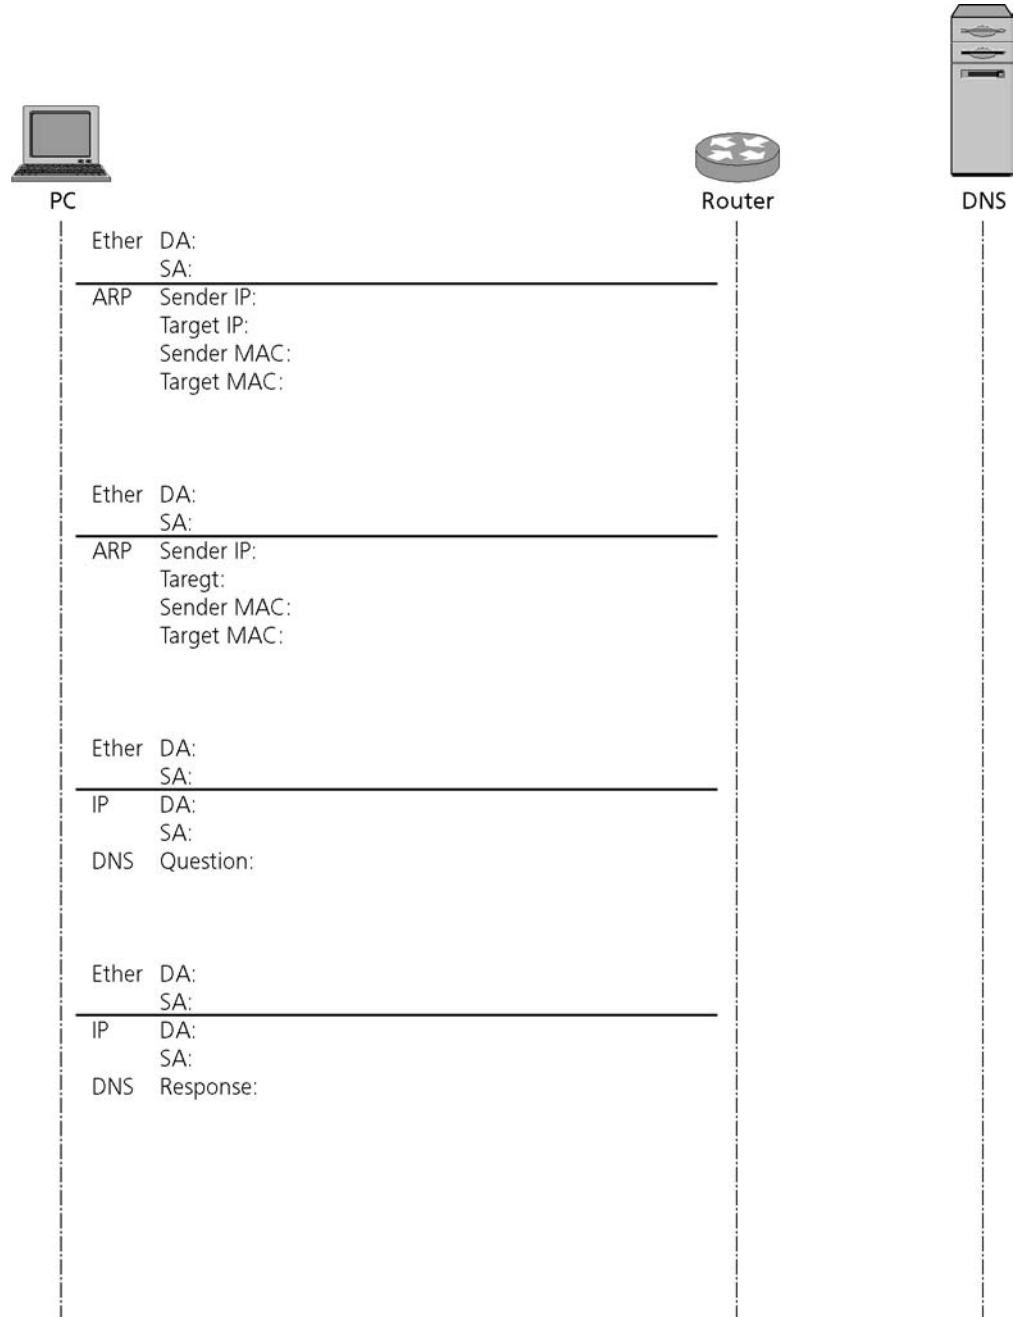 PC
Router
DNS
Ether DA:
SA:
ARP Sender IP:
Target IP:
Sender MAC:
Target MAC:
Ether DA:
SA:
ARP Sender IP:
Taregt:
Sender MAC:
Target MAC:
Ether DA:
SA:
IP DA:
SA:
DNS Question:
Ether DA:
SA:
IP DA:
SA:
DNS Response: